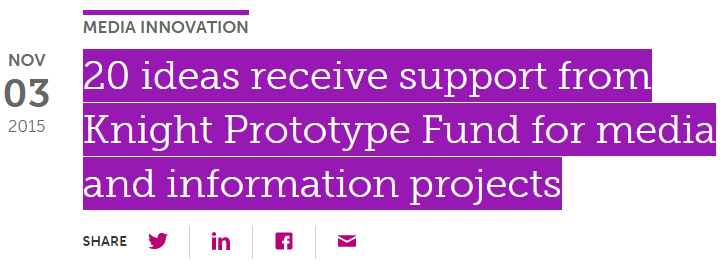 MEDIA INNOVATION
NOV
03
2015
20 ideas receive support from
Knight Prototype Fund for media
and information projects
SHARE